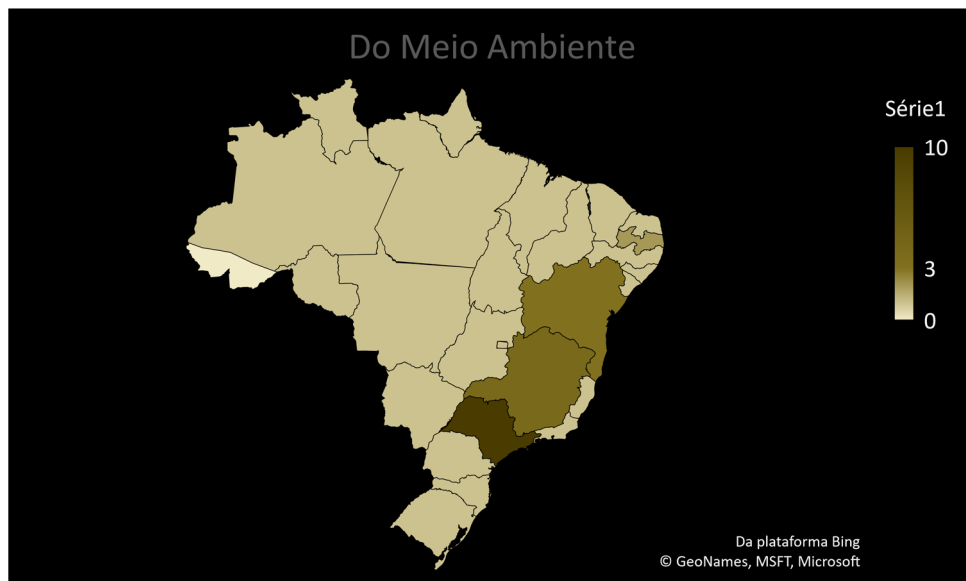 Do Meio Ambiente
Série1
10
3
0
Da plataforma Bing
© GeoNames, MSFT, Microsoft